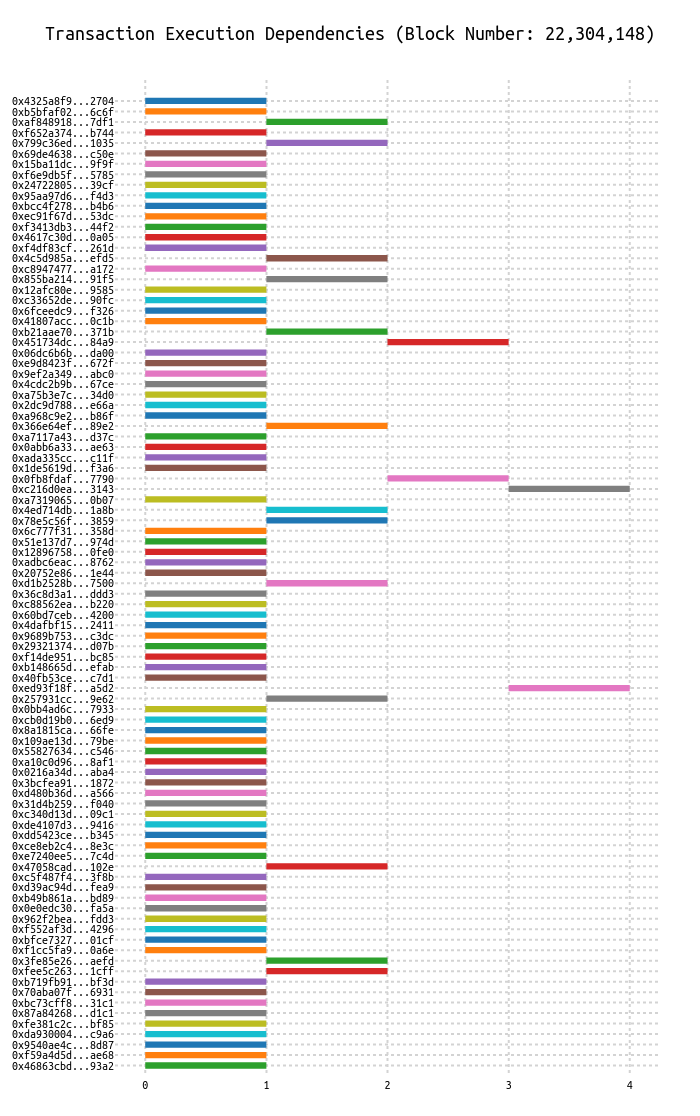 Transaction Execution Dependencies (Block Number: 22,304,148)
0x4325a8f9...2704
0xb5bfaf02...6c6f
0xaf848918...7df1
0xf652a374...b744
0x799c36ed...1035
0x69de4638...c50e
0x15ba11dc...9f9f
0xf6e9db5f...5785
0x24722805...39cf
0x95aa97d6...f4d3
0xbcc4f278...b4b6
0xec91f67d...53dc
0xf3413db3...44f2
0x4617c30d...0a05
0xf4df83cf...261d
0x4c5d985a...efd5
0xc8947477...a172
0x855ba214...91f5
0x12afc80e...9585
0xc33652de...90fc
0x6fceedc9...f326
0x41807acc...0c1b
0xb21aae70...371b
0x451734dc...84a9
0x06dc6b6b...da00
0xe9d8423f...672f
0x9ef2a349...abc0
0x4cdc2b9b...67ce
0xa75b3e7c...34d0
0x2dc9d788...e66a
0xa968c9e2...b86f
0x366e64ef...89e2
0xa7117a43...d37c
0x0abb6a33...ae63
0xada335cc...c11f
0x1de5619d...f3a6
0x0fb8fdaf...7790
0xc216d0ea...3143
0xa7319065...0b07
0x4ed714db...1a8b
0x78e5c56f...3859
0x6c777f31...358d
0x51e137d7...974d
0x12896758...0fe0
0xadbc6eac...8762
0x20752e86...1e44
0xd1b2528b...7500
0x36c8d3a1...ddd3
0xc88562ea...b220
0x60bd7ceb...4200
0x4dafbf15...2411
0x9689b753...c3dc
0x29321374...d07b
0xf14de951...bc85
0xb148665d...efab
0x40fb53ce...c7d1
0xed93f18f...a5d2
0x257931cc...9e62
0x0bb4ad6c...7933
0xcb0d19b0...6ed9
0x8a1815ca...66fe
0x109ae13d...79be
0x55827634...c546
0xa10c0d96...8af1
0x0216a34d...aba4
0x3bcfea91...1872
0xd480b36d...a566
0x31d4b259...f040
0xc340d13d...09c1
0xde4107d3...9416
0xdd5423ce...b345
0xce8eb2c4...8e3c
0xe7240ee5...7c4d
0x47058cad...102e
0xc5f487f4...3f8b
0xd39ac94d...fea9
0xb49b861a...bd89
0x0e0edc30...fa5a
0x962f2bea...fdd3
0xf552af3d...4296
0xbfce7327...01cf
0xf1cc5fa9...0a6e
0x3fe85e26...aefd
0xfee5c263...1cff
0xb719fb91...bf3d
0x70aba07f...6931
0xbc73cff8...31c1
0x87a84268...d1c1
0xfe381c2c...bf85
0xda930004...c9a6
0x9540ae4c...8d87
0xf59a4d5d...ae68
0x46863cbd...93a2
0 1 2 3 4